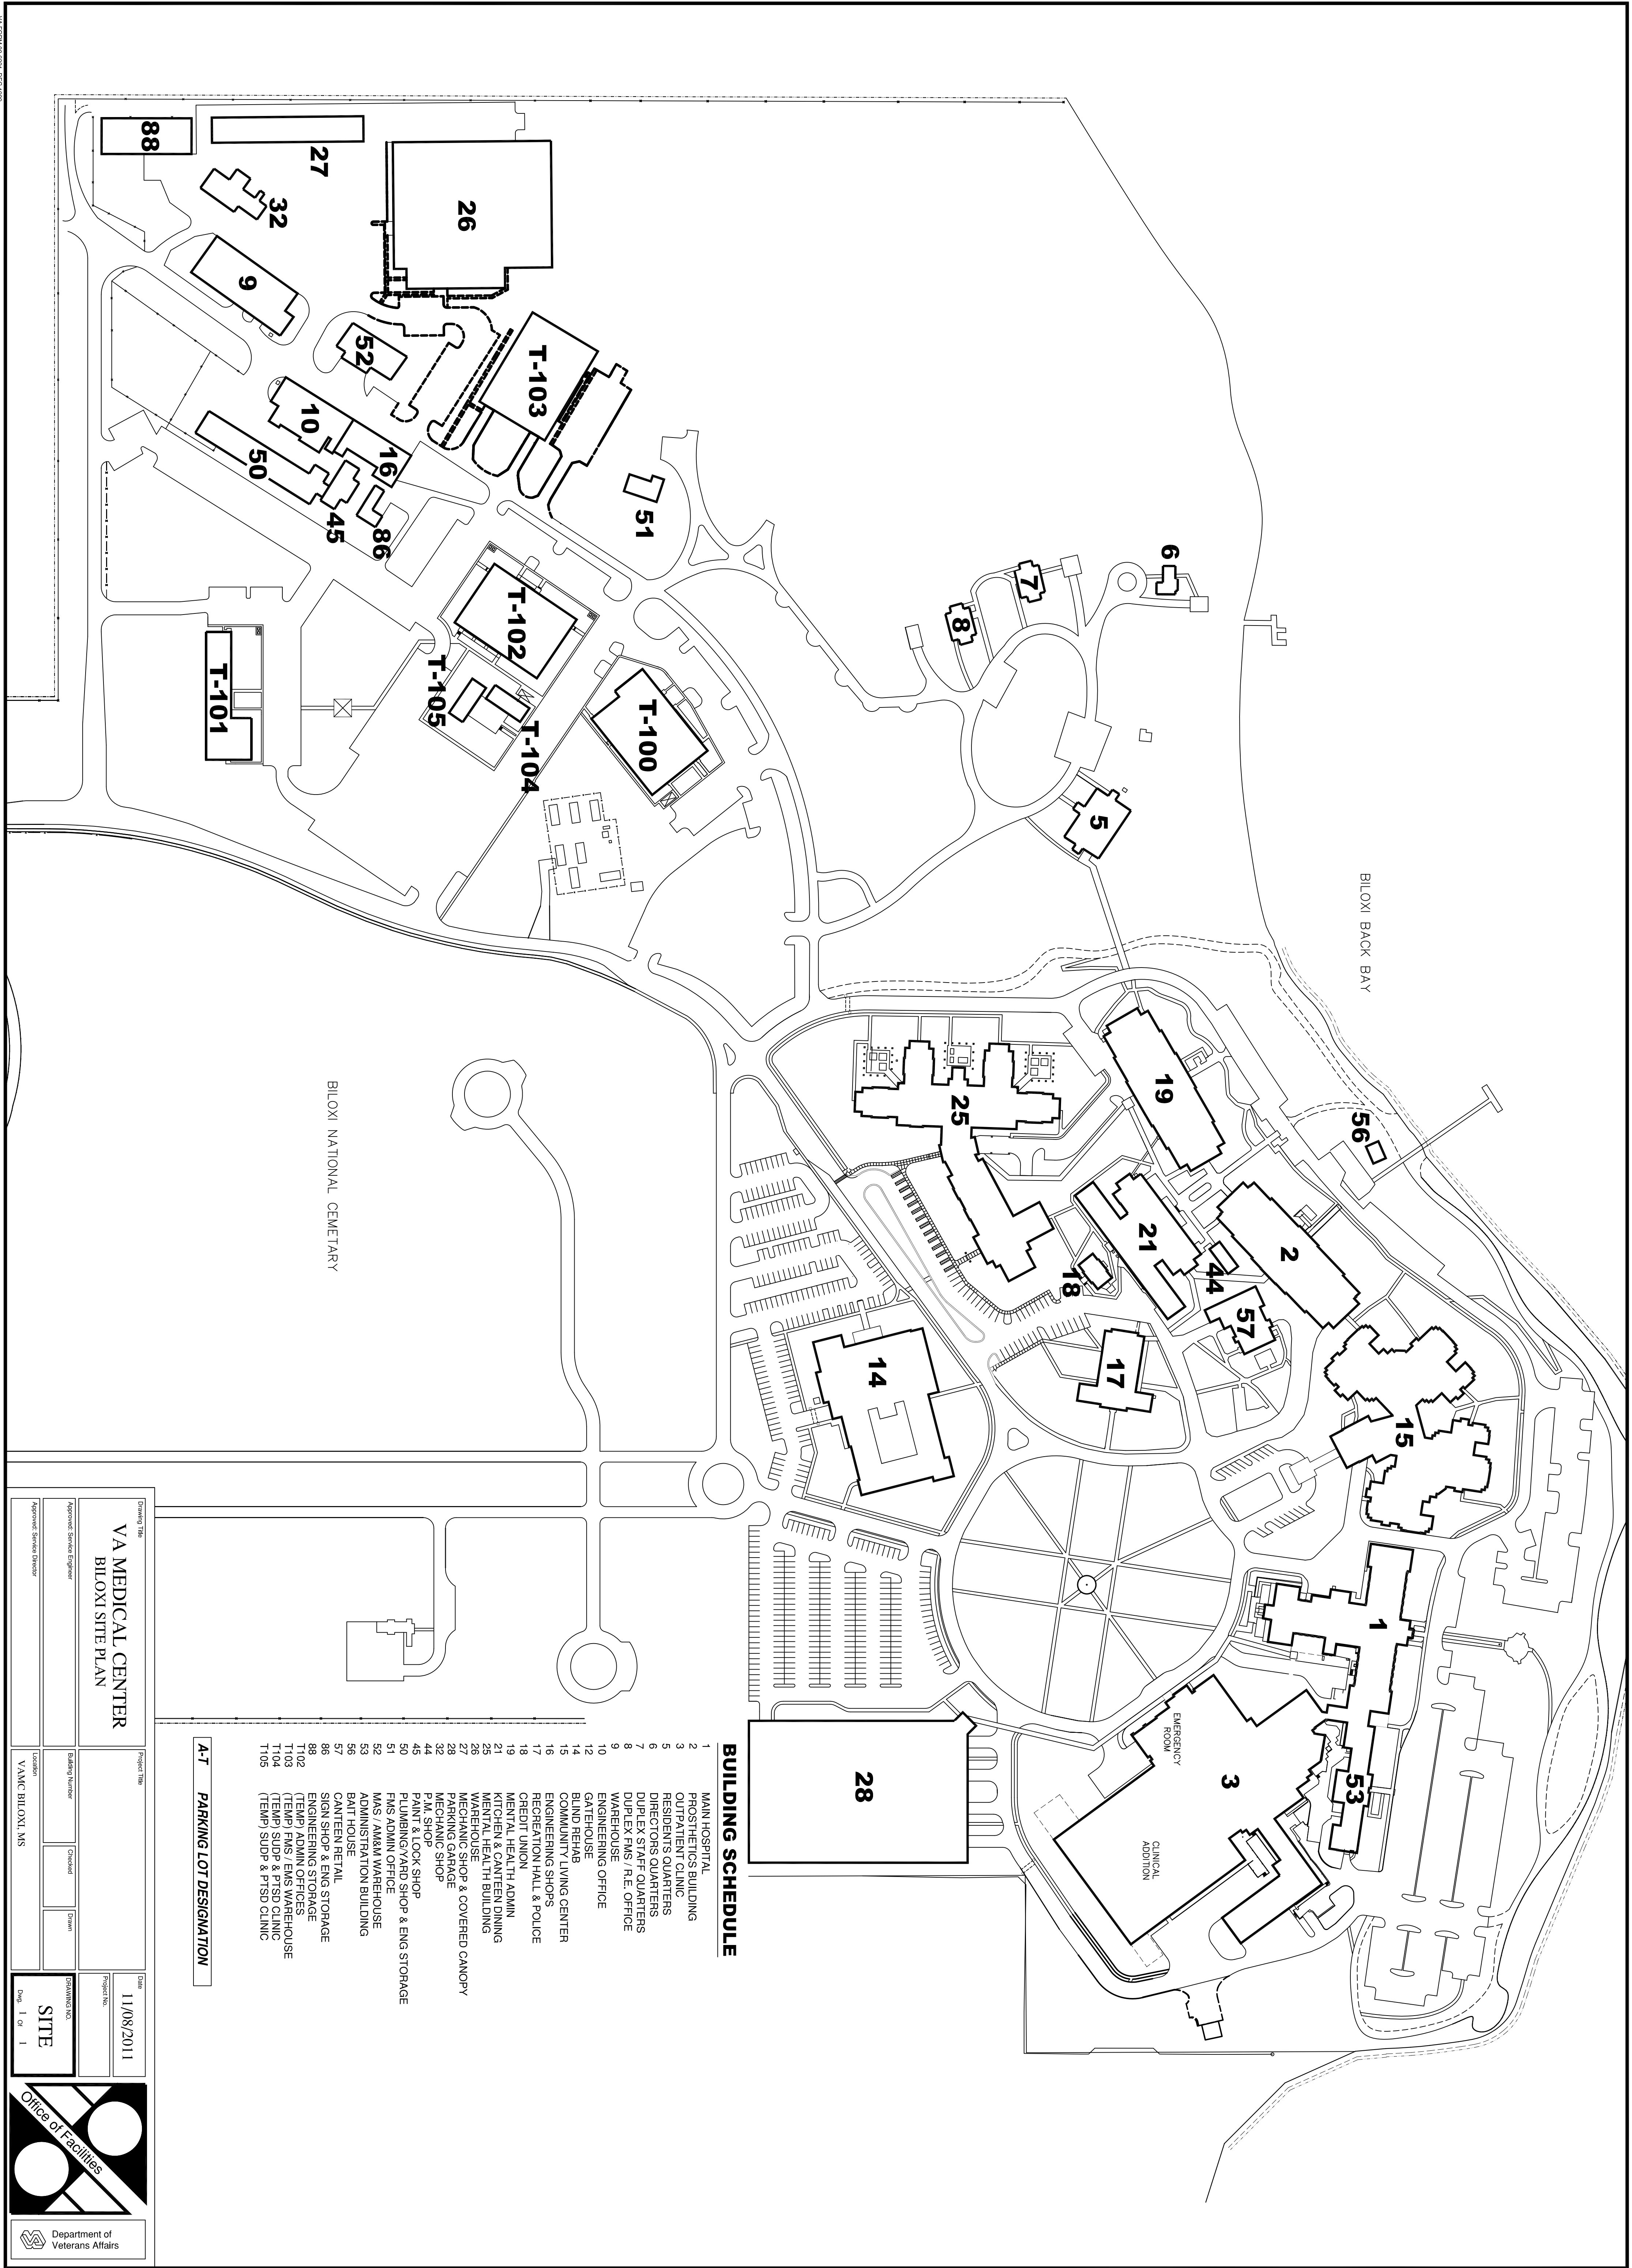 BILOXI BACK BAY
56
6
19
2
15
1
53
7
8
5
21
44
57
18
17
25
14
3
EMERGENCY
ROOM
CLINICAL
ADDITION
28
51
T-103
26
T-100
T-102
T-104
T-105
52
16
10
86
45
50
9
27
32
88
T-101
BILOXI NATIONAL CEMETARY
BUILDING SCHEDULE
1 MAIN HOSPITAL
2 PROSTHETICS BUILDING
3 OUTPATIENT CLINIC
5 RESIDENTS QUARTERS
6 DIRECTORS QUARTERS
7 DUPLEX STAFF QUARTERS
8 DUPLEX FMS / R.E. OFFICE
9 WAREHOUSE
10 ENGINEERING OFFICE
12 GATEHOUSE
14 BLIND REHAB
15 COMMUNITY LIVING CENTER
16 ENGINEERING SHOPS
17 RECREATION HALL & POLICE
18 CREDIT UNION
19 MENTAL HEALTH ADMIN
21 KITCHEN & CANTEEN DINING
25 MENTAL HEALTH BUILDING
26 WAREHOUSE
27 MECHANIC SHOP & COVERED CANOPY
28 PARKING GARAGE
32 MECHANIC SHOP
44 P.M. SHOP
45 PAINT & LOCK SHOP
50 PLUMBING/YARD SHOP & ENG STORAGE
51 FMS ADMIN OFFICE
52 MAS / AM&M WAREHOUSE
53 ADMINISTRATION BUILDING
56 BAIT HOUSE
57 CANTEEN RETAIL
86 SIGN SHOP & ENG STORAGE
88 ENGINEERING STORAGE
T102 (TEMP) ADMIN OFFICES
T103 (TEMP) FMS / EMS WAREHOUSE
T104 (TEMP) SUDP & PTSD CLINIC
T105 (TEMP) SUDP & PTSD CLINIC
A-T PARKING LOT DESIGNATION
Drawing Title
VA MEDICAL CENTER
BILOXI SITE PLAN
Approved: Service Engineer
Approved: Service Director
Project Title
Building Number
Checked
Drawn
Location
VAMC BILOXI, MS
Date
11/08/2011
Project No.
DRAWING NO.
SITE
Dwg. 1 Of 1
Office of Facilities
Department of
Veterans Affairs